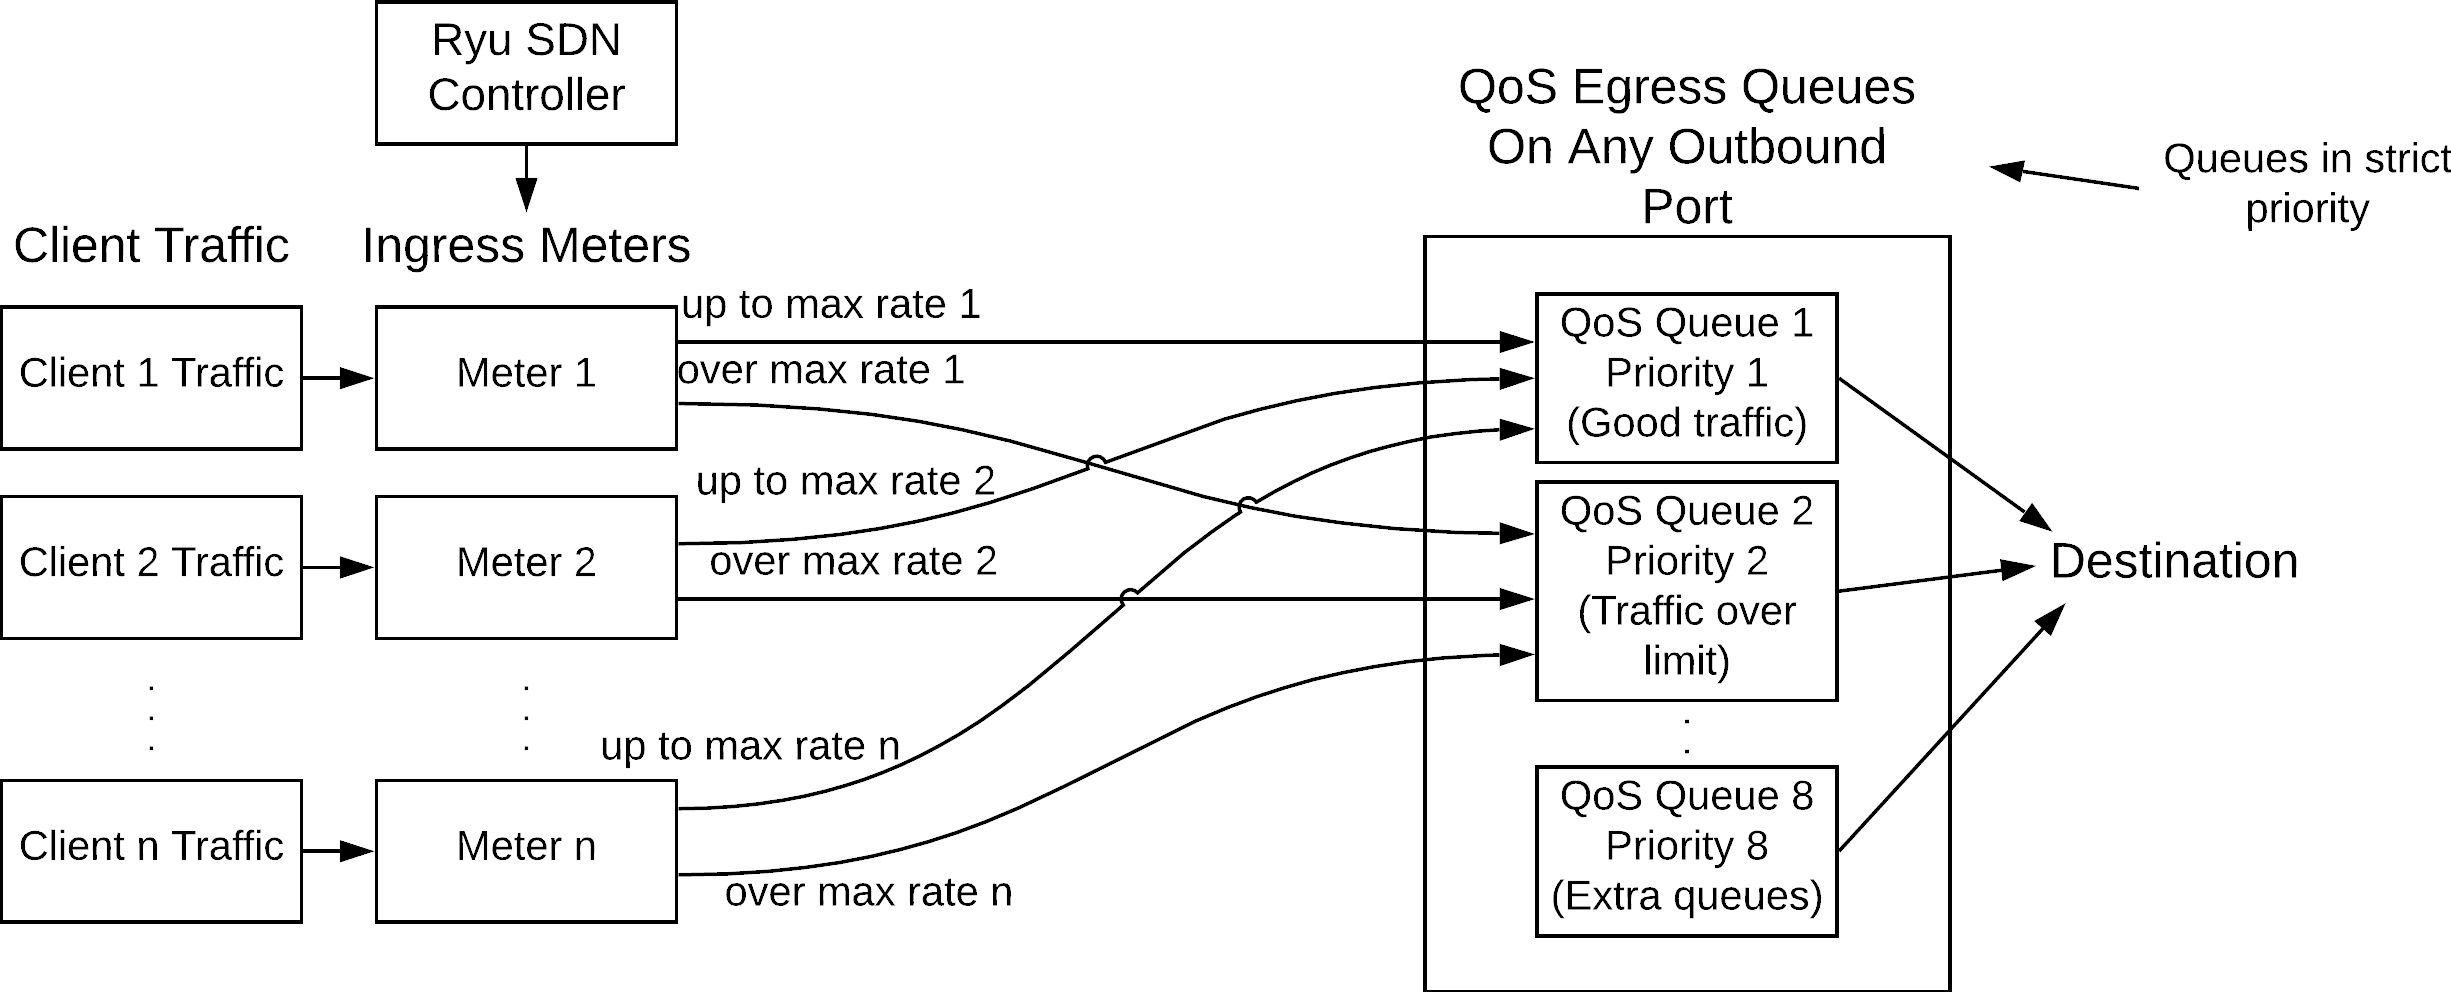 Ryu SDN
Controller
QoS Egress Queues
On Any Outbound
Port
Queues in strict
priority
Client Traffic
Ingress Meters
Client 1 Traffic
Meter 1
up to max rate 1
over max rate 1
QoS Queue 1
Priority 1
(Good traffic)
Client 2 Traffic
Meter 2
up to max rate 2
over max rate 2
QoS Queue 2
Priority 2
(Traffic over
limit)
Destination
.
.
.
.
.
.
.
.
Client n Traffic
Meter n
up to max rate n
over max rate n
QoS Queue 8
Priority 8
(Extra queues)